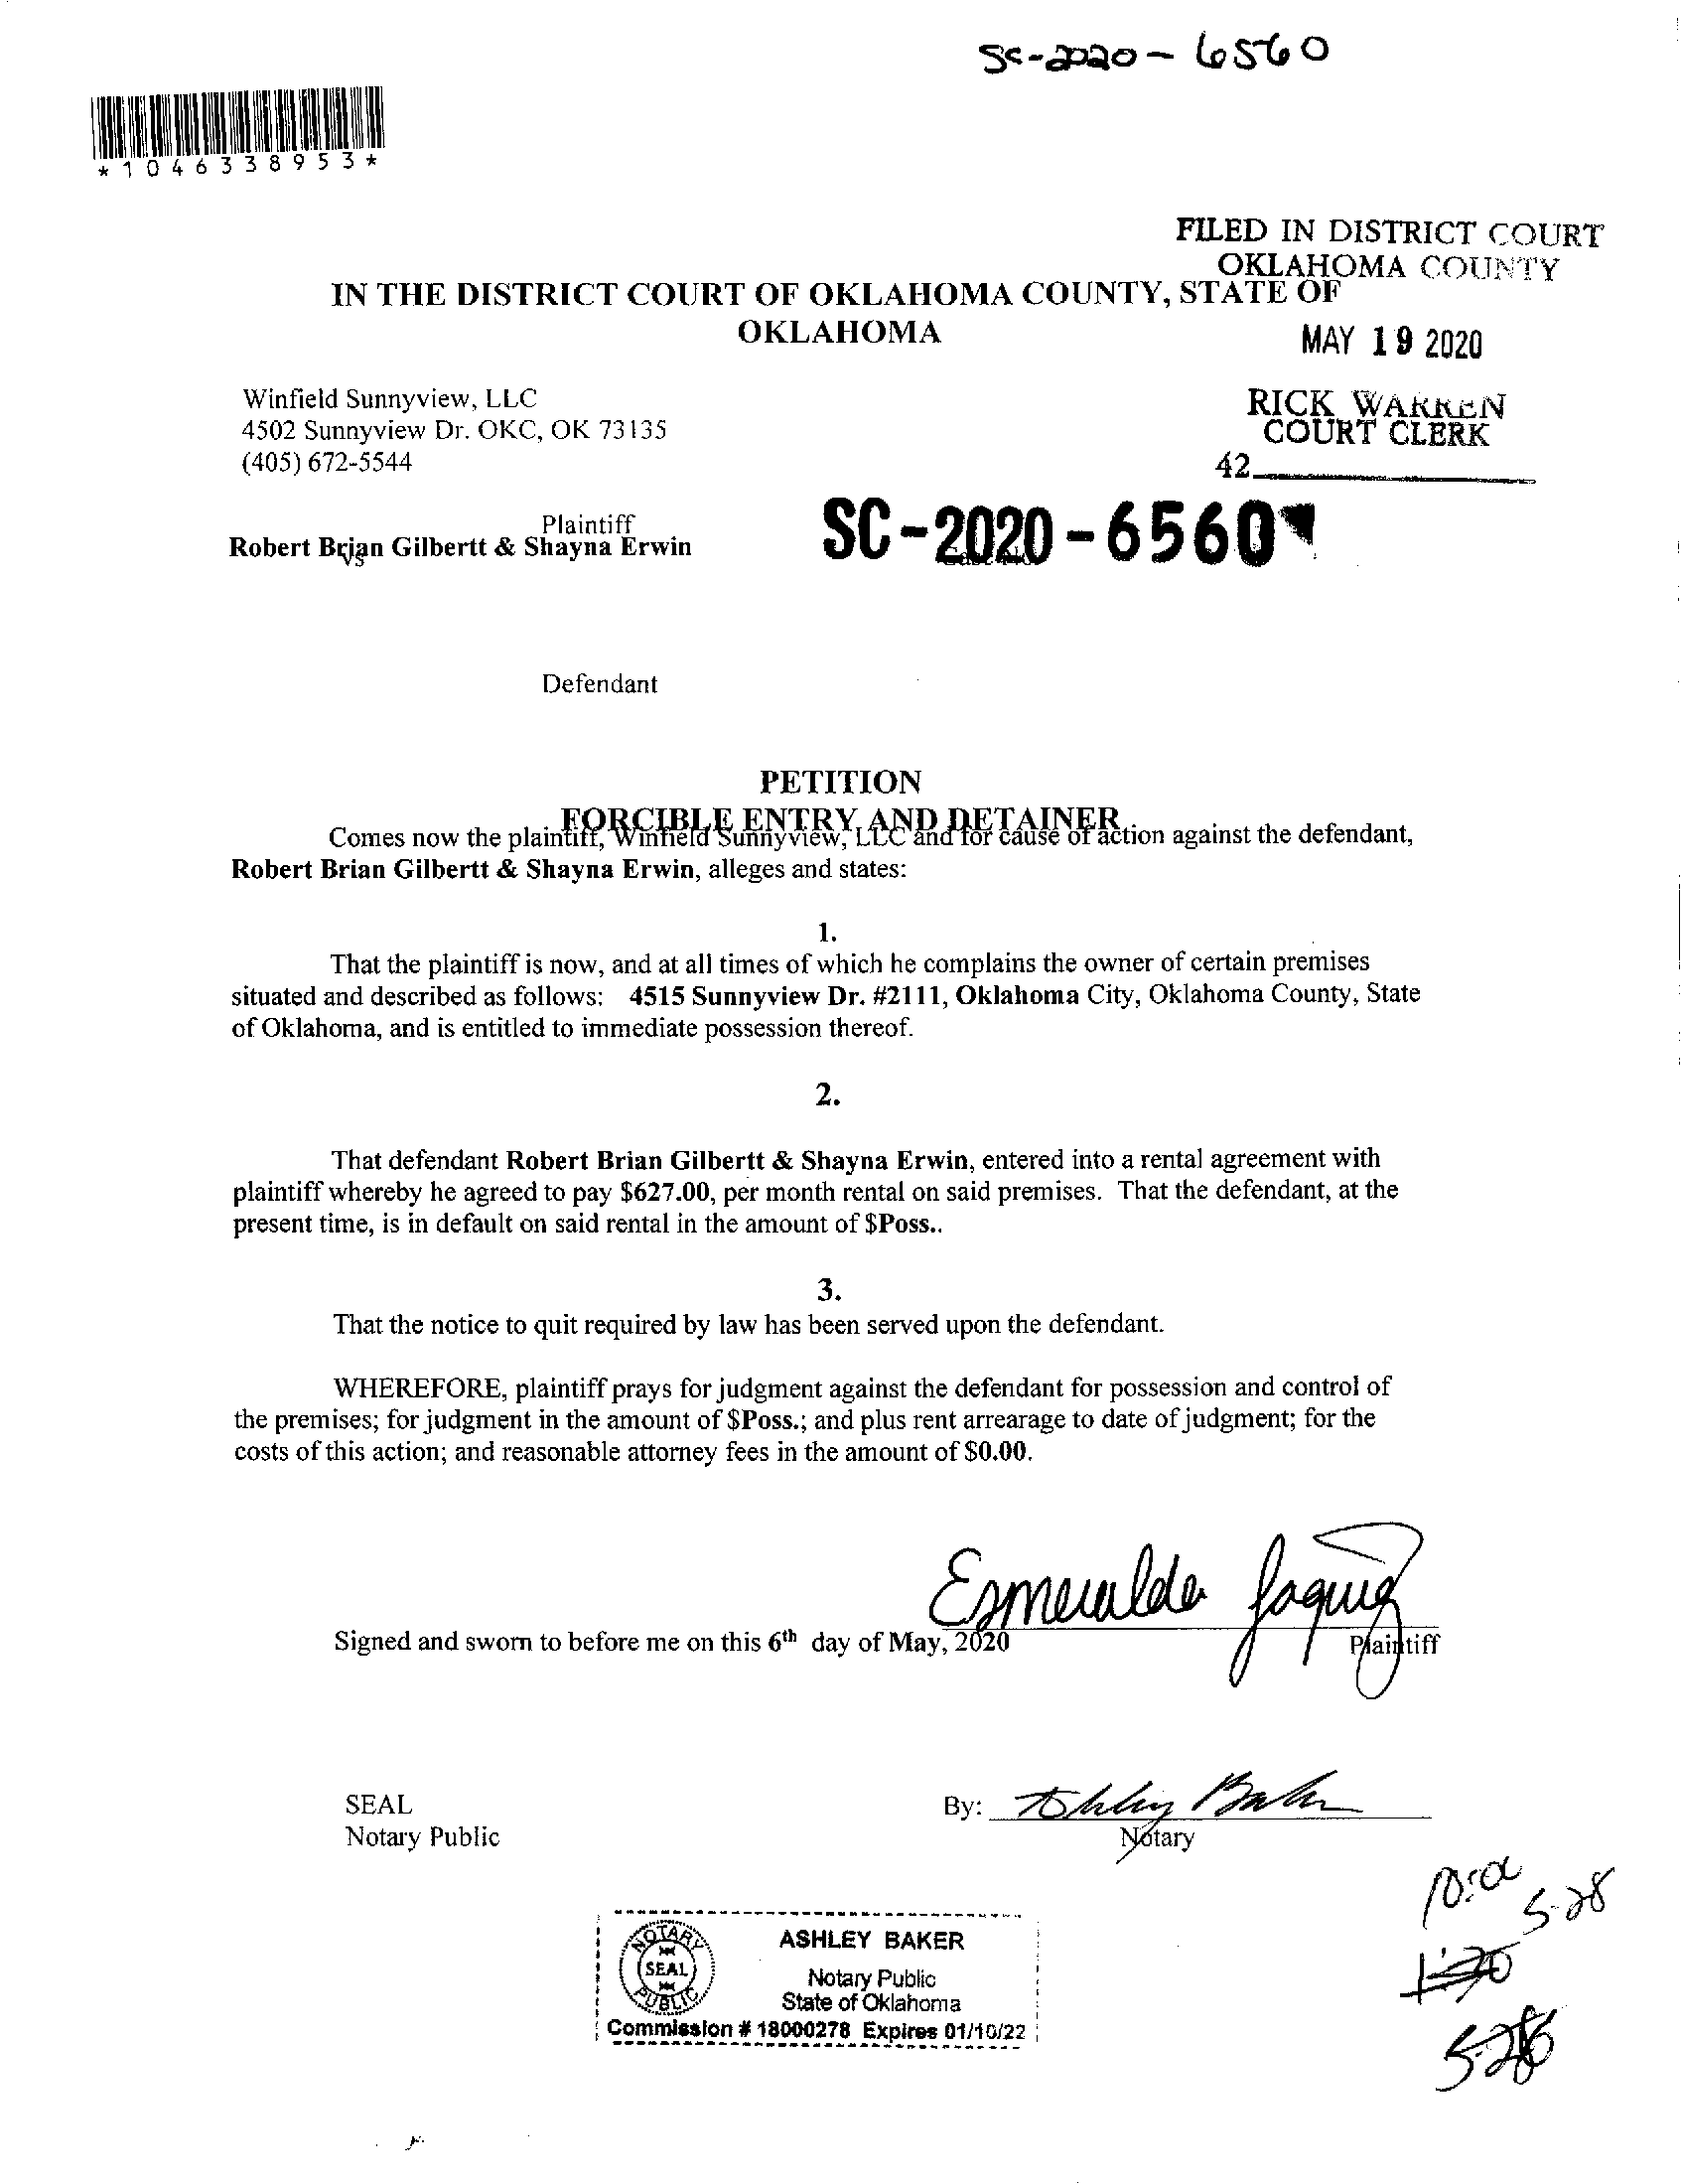 SC-2020-6560
*1046338953*
FILED IN DISTRICT COURT
OKLAHOMA COUNTY
IN THE DISTRICT COURT OF OKLAHOMA COUNTY, STATE OF
OKLAHOMA
MAY 19 2020
Winfield Sunnyview, LLC
4502 Sunnyview Dr. OKC, OK 73135
(405) 672-5544
RICK WARREN
COURT CLERK
42
Plaintiff
SC-2020-6560
Robert Brian Gilbertt & Shayna Erwin
vs
Defendant
PETITION
FORCIBLE ENTRY AND DETAINER
Comes now the plaintiff, Winfield Sunnyview, LLC and for cause of action against the defendant,
Robert Brian Gilbertt & Shayna Erwin, alleges and states:
1.
That the plaintiff is now, and at all times of which he complains the owner of certain premises
situated and described as follows: 4515 Sunnyview Dr. #2111, Oklahoma City, Oklahoma County, State
of Oklahoma, and is entitled to immediate possession thereof.
2.
That defendant Robert Brian Gilbertt & Shayna Erwin, entered into a rental agreement with
plaintiff whereby he agreed to pay $627.00, per month rental on said premises. That the defendant, at the
present time, is in default on said rental in the amount of $Poss..
3.
That the notice to quit required by law has been served upon the defendant.
WHEREFORE, plaintiff prays for judgment against the defendant for possession and control of
the premises; for judgment in the amount of $Poss.; and plus rent arrearage to date of judgment; for the
costs of this action; and reasonable attorney fees in the amount of $0.00.
Esmeralda Jaquez
Signed and sworn to before me on this 6th day of May, 2020
Plaintiff
SEAL
By: Ashley Baker
Notary Public
Notary
5-28
NOTARY
SEAL
PUBLIC
ASHLEY BAKER
Notary Public
State of Oklahoma
Commission # 18000278 Expires 01/10/22